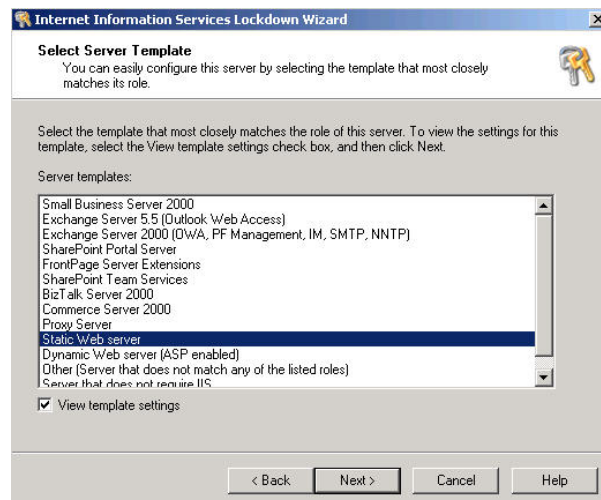 Internet Information Services Lockdown Wizard
Select Server Template
You can easily configure this server by selecting the template that most closely
matches its role.
Select the template that most closely matches the role of this server. To view the settings for this
template, select the View template settings check box, and then click Next.
Server templates:
Small Business Server 2000
Exchange Server 5.5 (Outlook Web Access)
Exchange Server 2000 (OWA, PF Management, IM, SMTP, NNTP)
SharePoint Portal Server
FrontPage Server Extensions
SharePoint Team Services
BizTalk Server 2000
Commerce Server 2000
Proxy Server
Static Web server
Dynamic Web server (ASP enabled)
Other (Server that does not match any of the listed roles)
Server that does not require IIS
View template settings
< Back Next > Cancel Help